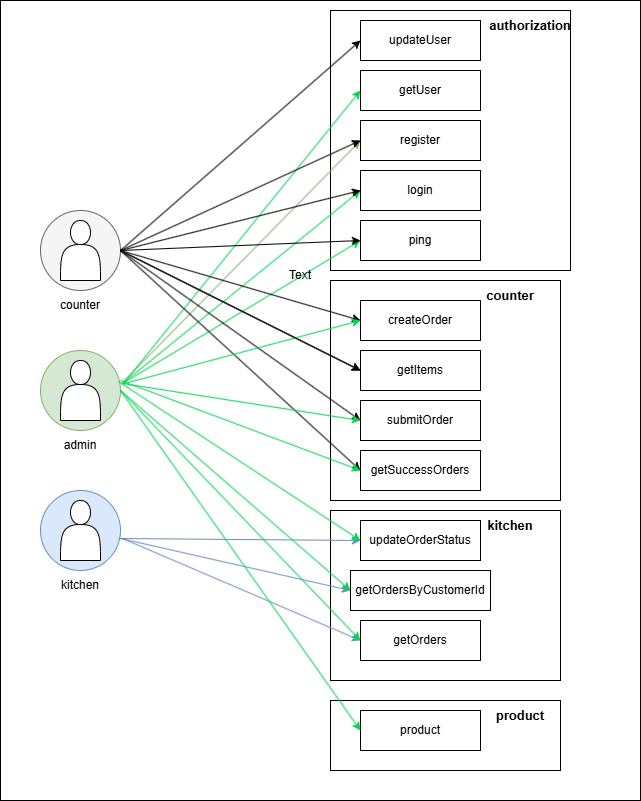 authorization
updateUser
getUser
register
login
ping
counter
Text
counter
createOrder
getItems
submitOrder
getSuccessOrders
admin
kitchen
kitchen
updateOrderStatus
getOrdersByCustomerId
getOrders
product
product